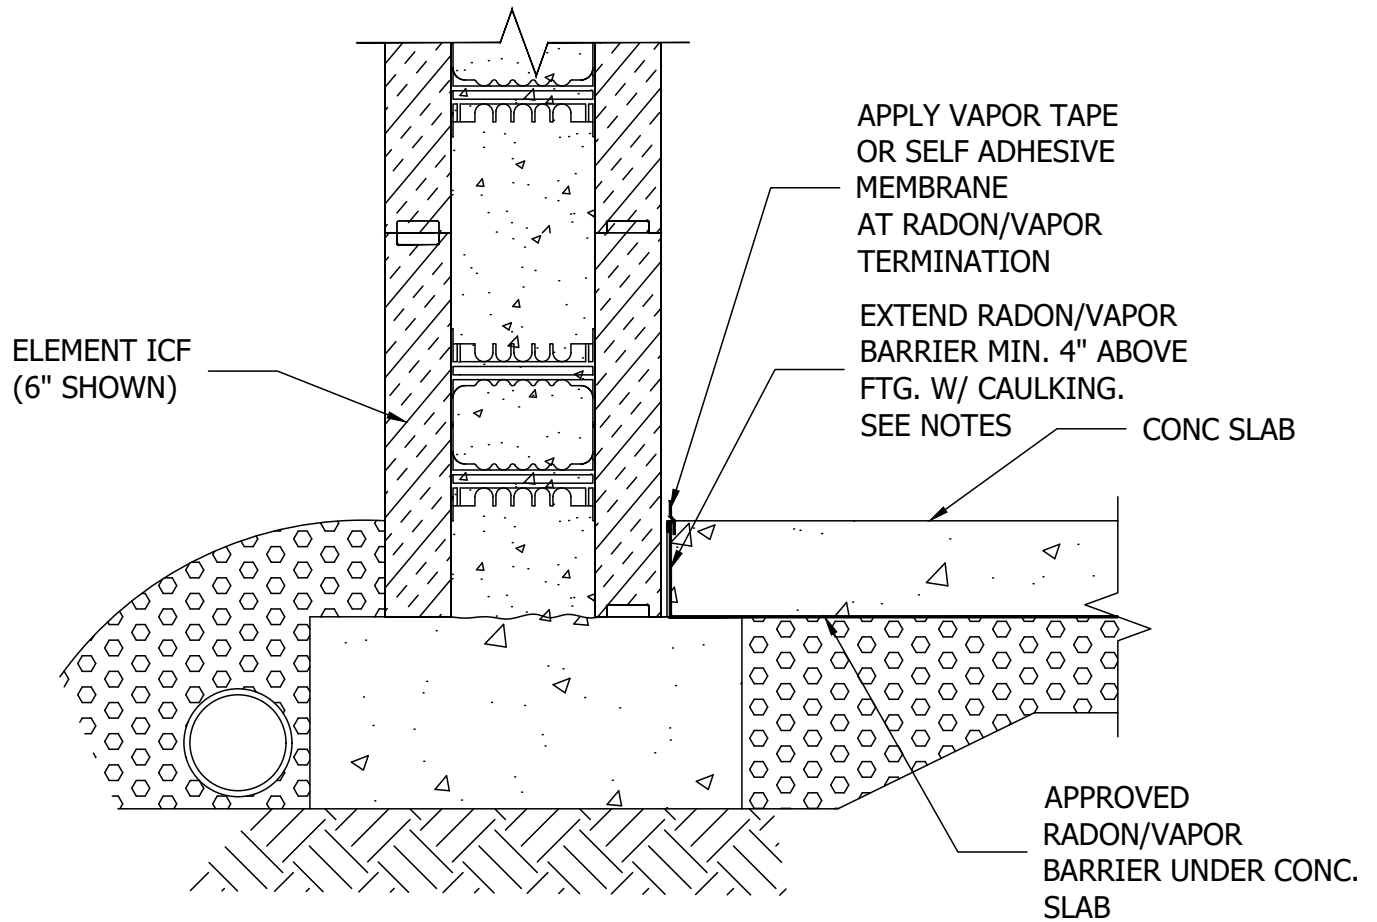 APPLY VAPOR TAPE
OR SELF ADHESIVE
MEMBRANE
AT RADON/VAPOR
TERMINATION
EXTEND RADON/VAPOR
BARRIER MIN. 4" ABOVE
FTG. W/ CAULKING.
SEE NOTES
ELEMENT ICF
(6" SHOWN)
CONC SLAB
APPROVED
RADON/VAPOR
BARRIER UNDER CONC.
SLAB